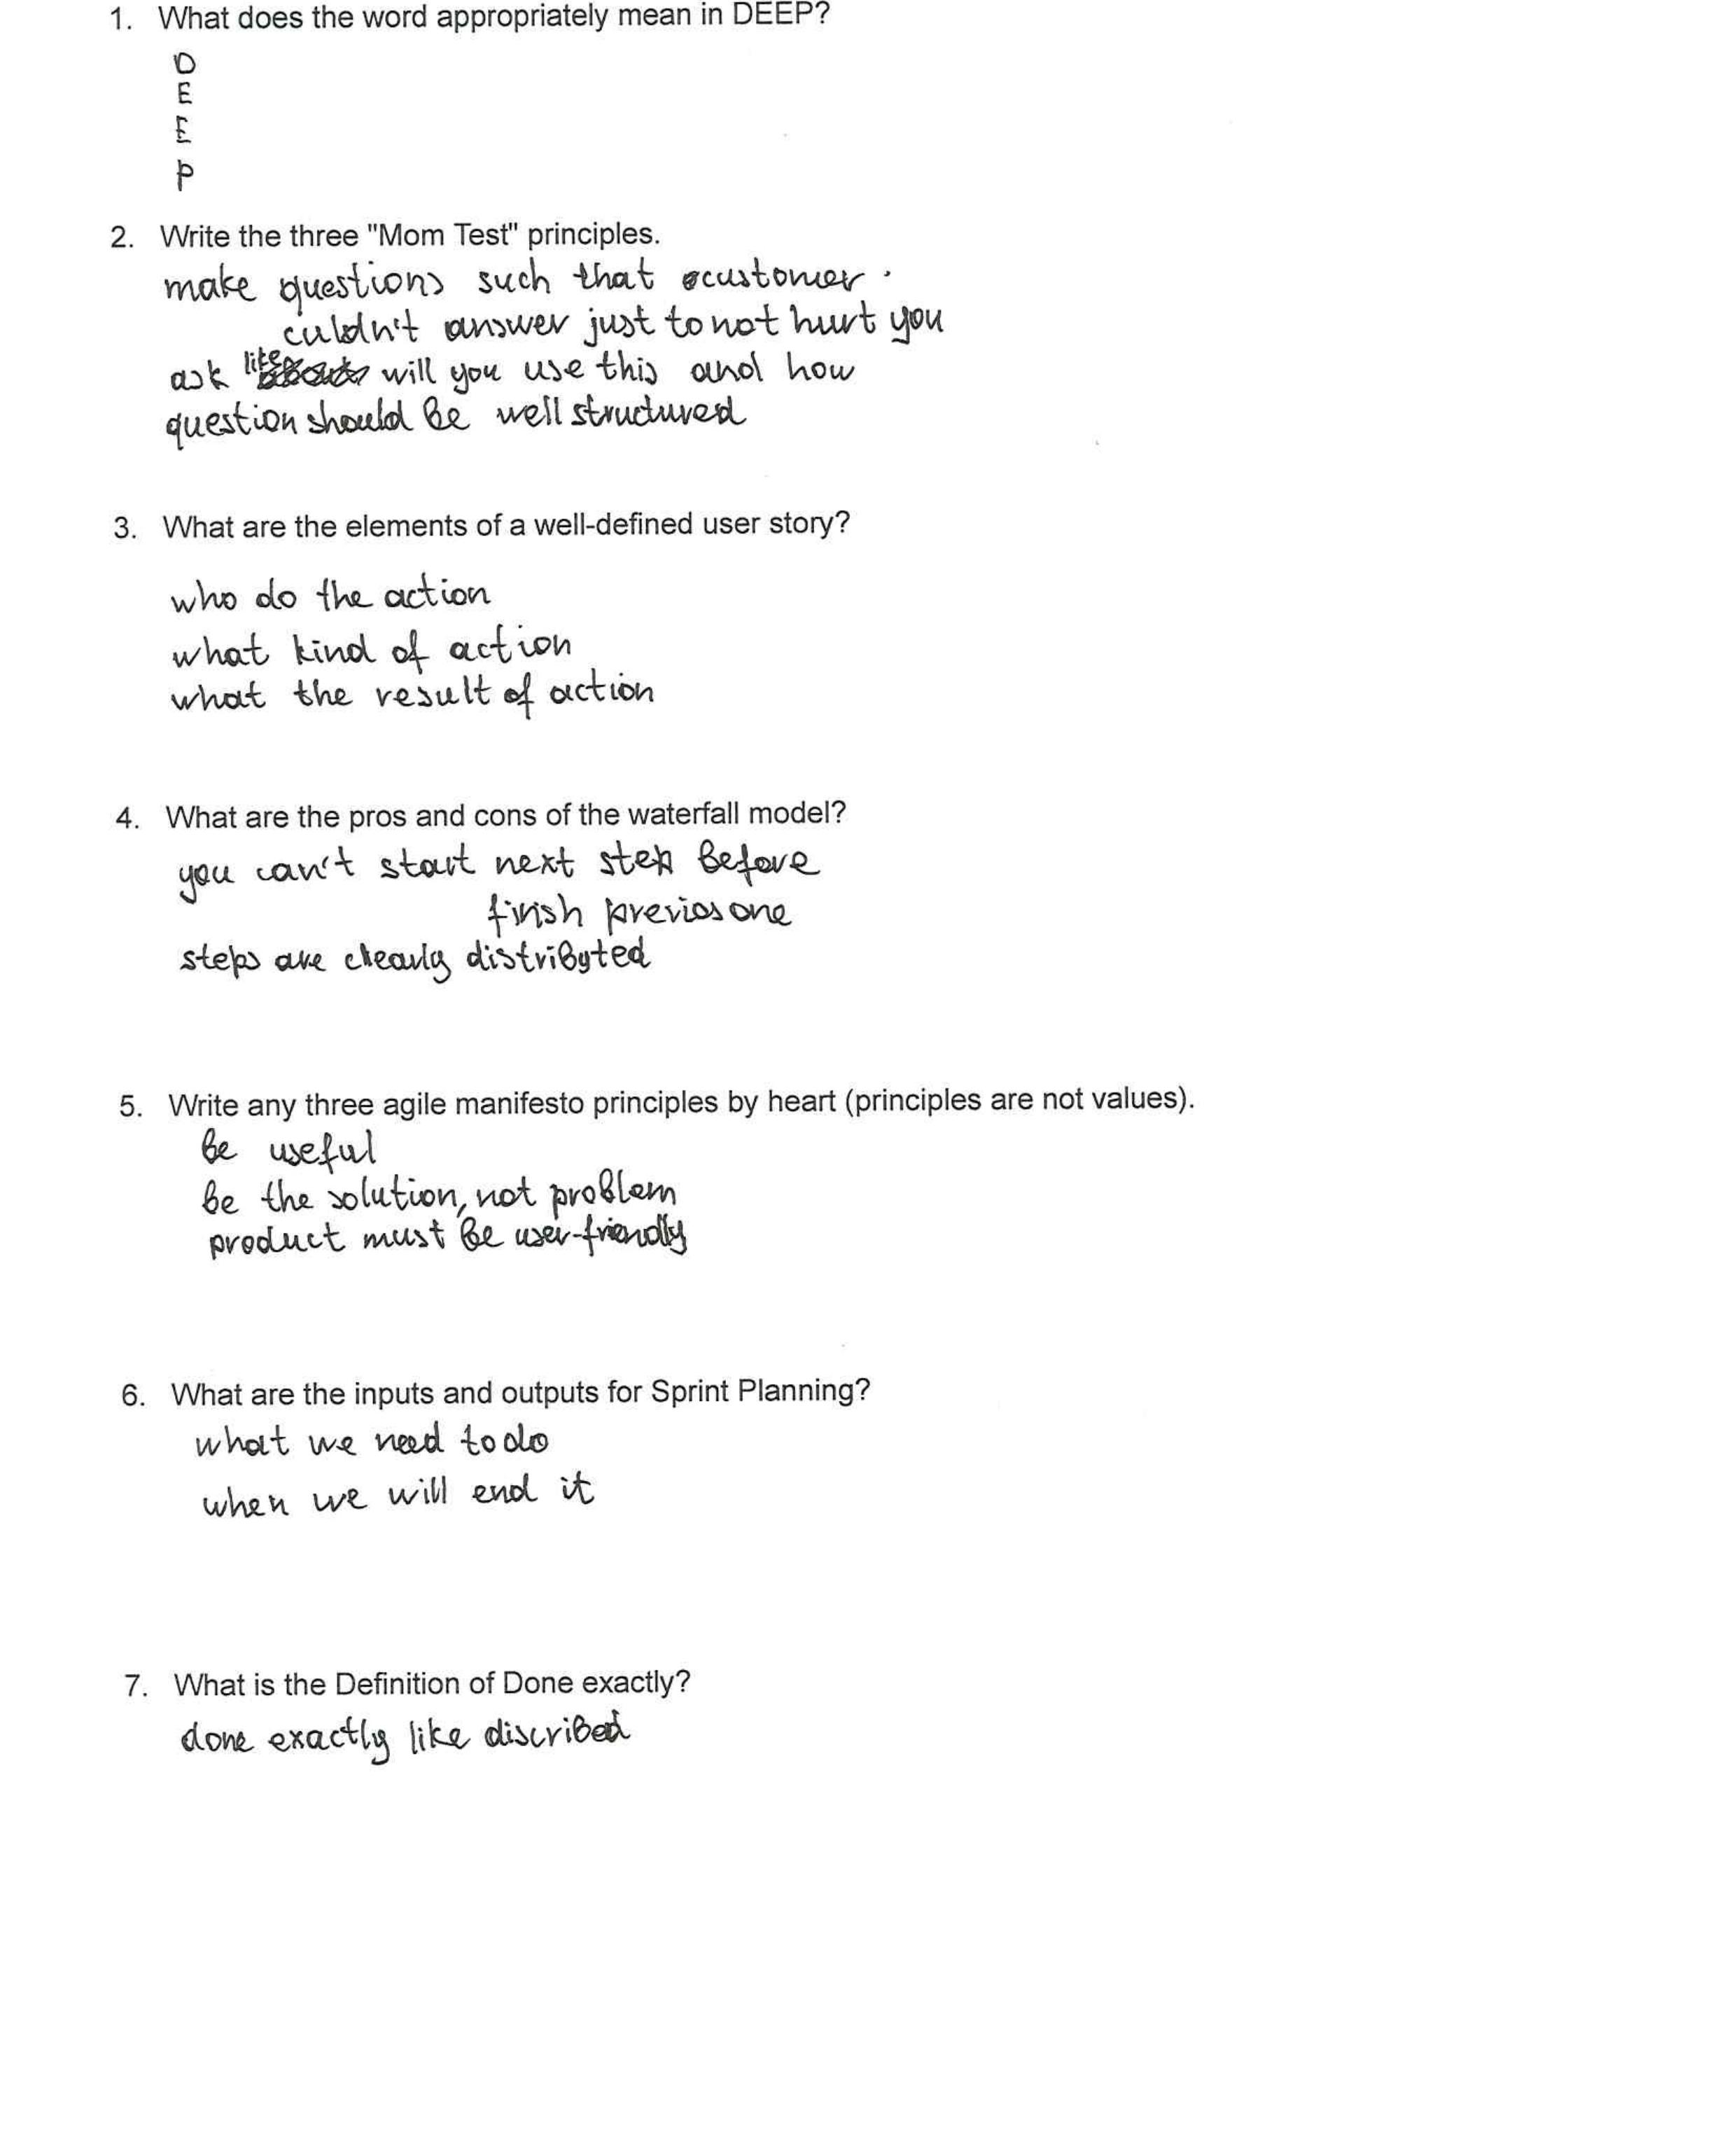 1. What does the word appropriately mean in DEEP?
D
E
E
P
2. Write the three "Mom Test" principles.
make questions such that customer
culdn't answer just to not hurt you
ask like will you use this and how
question should be well structured
3. What are the elements of a well-defined user story?
who do the action
what kind of action
what the result of action
4. What are the pros and cons of the waterfall model?
you can't start next step before
finish previos one
steps are clearly distribyted
5. Write any three agile manifesto principles by heart (principles are not values).
be useful
be the solution, not problem
product must be user-friendly
6. What are the inputs and outputs for Sprint Planning?
what we need to do
when we will end it
7. What is the Definition of Done exactly?
done exactly like discribed